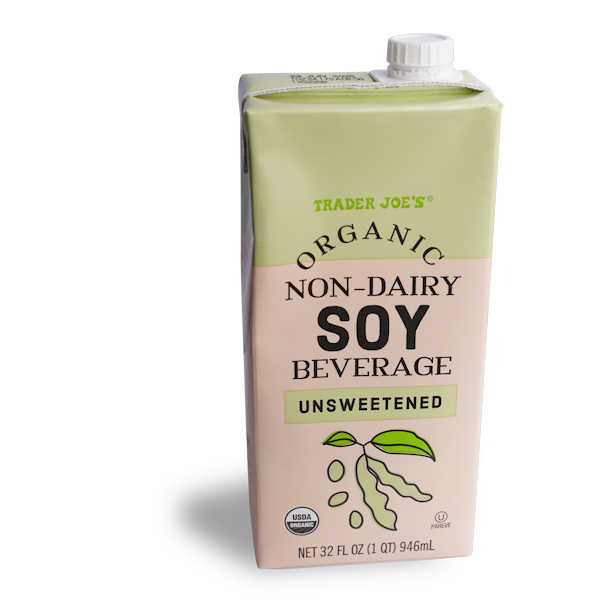 TRADER JOE'S®
ORGANIC
NON-DAIRY
SOY
BEVERAGE
UNSWEETENED
USDA
ORGANIC
U
PAREVE
NET 32 FL OZ (1 QT) 946mL